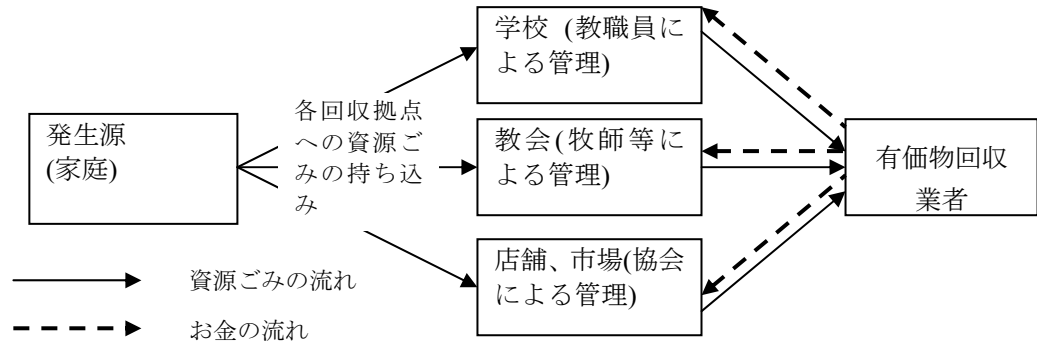 発生源
(家庭)
各回収拠点
への資源ご
みの持ち込
み
学校 (教職員に
よる管理)
教会(牧師等に
よる管理)
店舗、市場(協会
による管理)
有価物回収
業者
資源ごみの流れ
お金の流れ